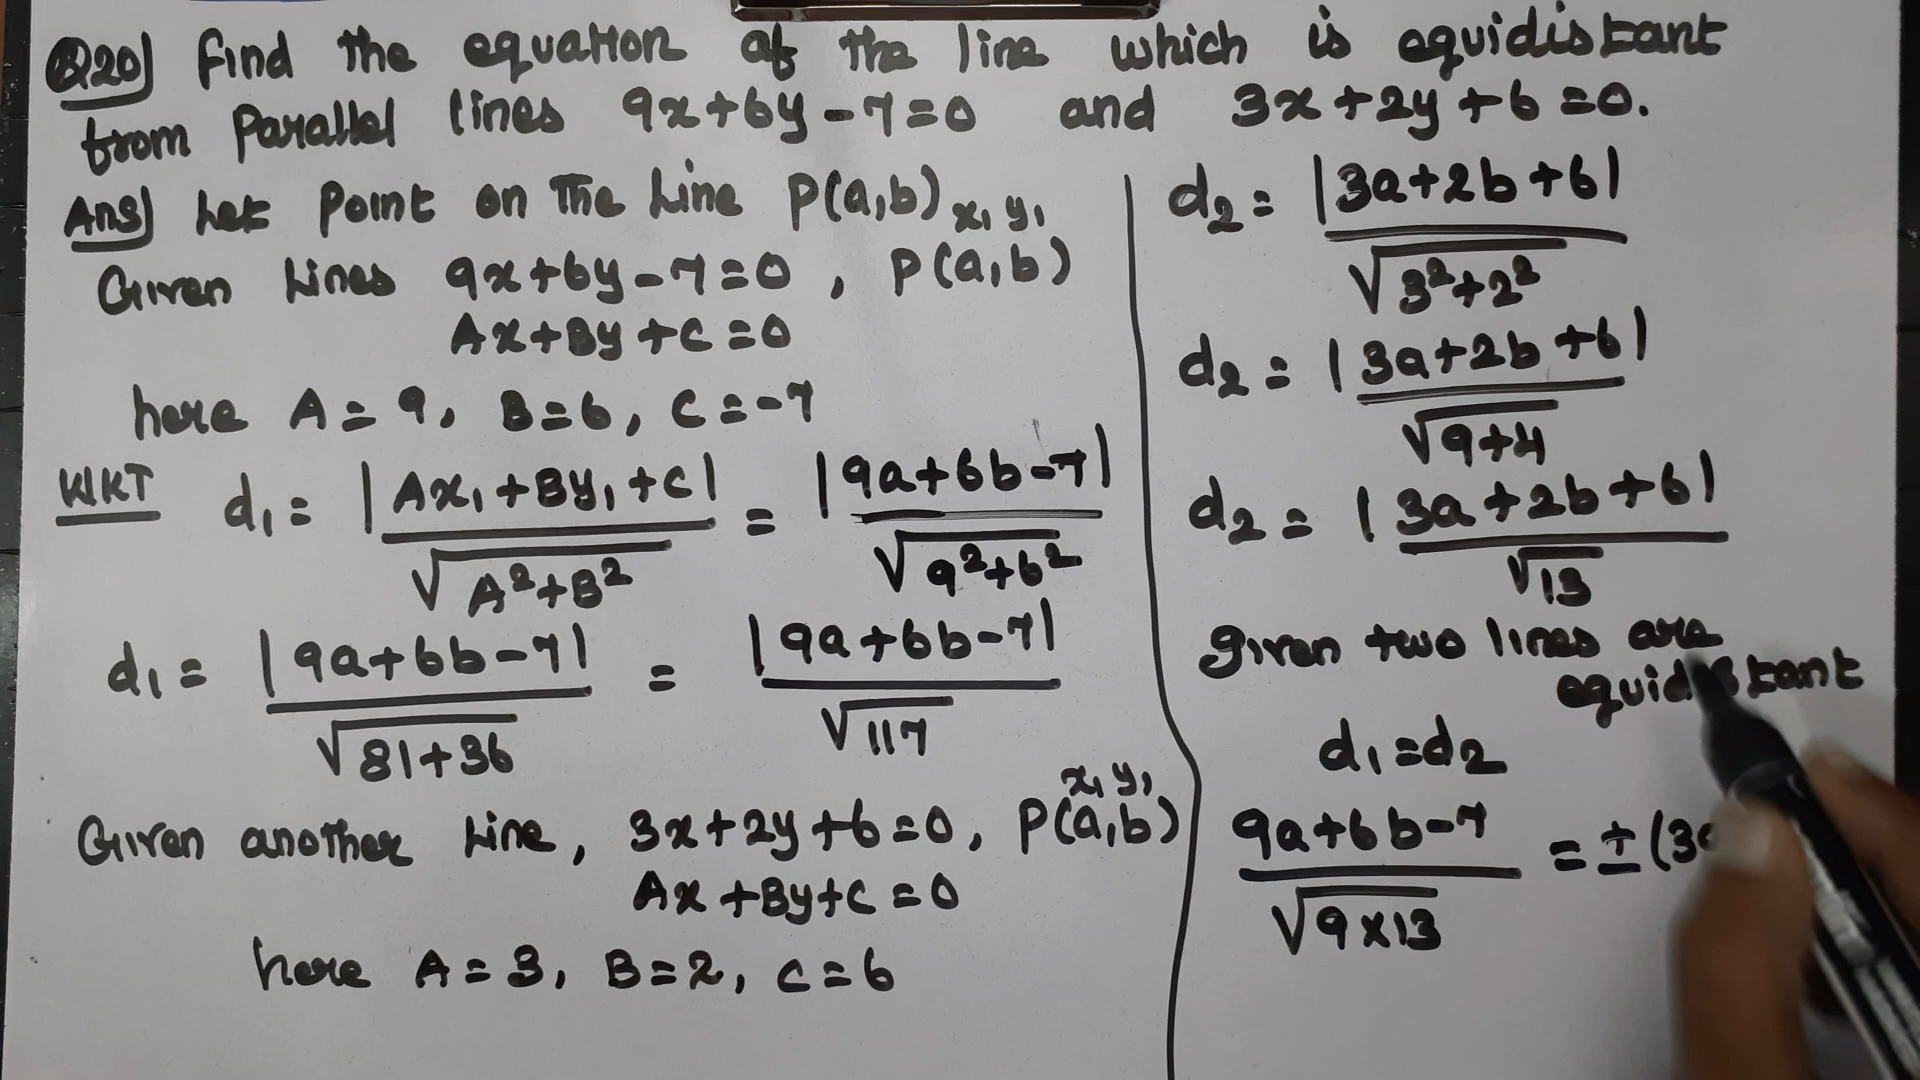 Q20) Find the equation of the line which is equidistant
from Parallel lines 9x+6y-7=0 and 3x+2y+6=0.
Ans) Let Point on The Line P(a,b) x₁ y₁
Given Lines 9x+6y-7=0, P(a,b)
Ax+By+C=0
here A=9, B=6, C=-7
WKT d₁ = |Ax₁+By₁+C| / √A²+B² = |9a+6b-7| / √9²+6²
d₁ = |9a+6b-7| / √81+36 = |9a+6b-7| / √117
Given another Line, 3x+2y+6=0, P(a,b) x₁ y₁
Ax+By+C=0
here A=3, B=2, C=6
d₂ = |3a+2b+6| / √3²+2²
d₂ = |3a+2b+6| / √9+4
d₂ = |3a+2b+6| / √13
Given two lines are
equidistant
d₁=d₂
9a+6b-7 / √9×13 = ±(3